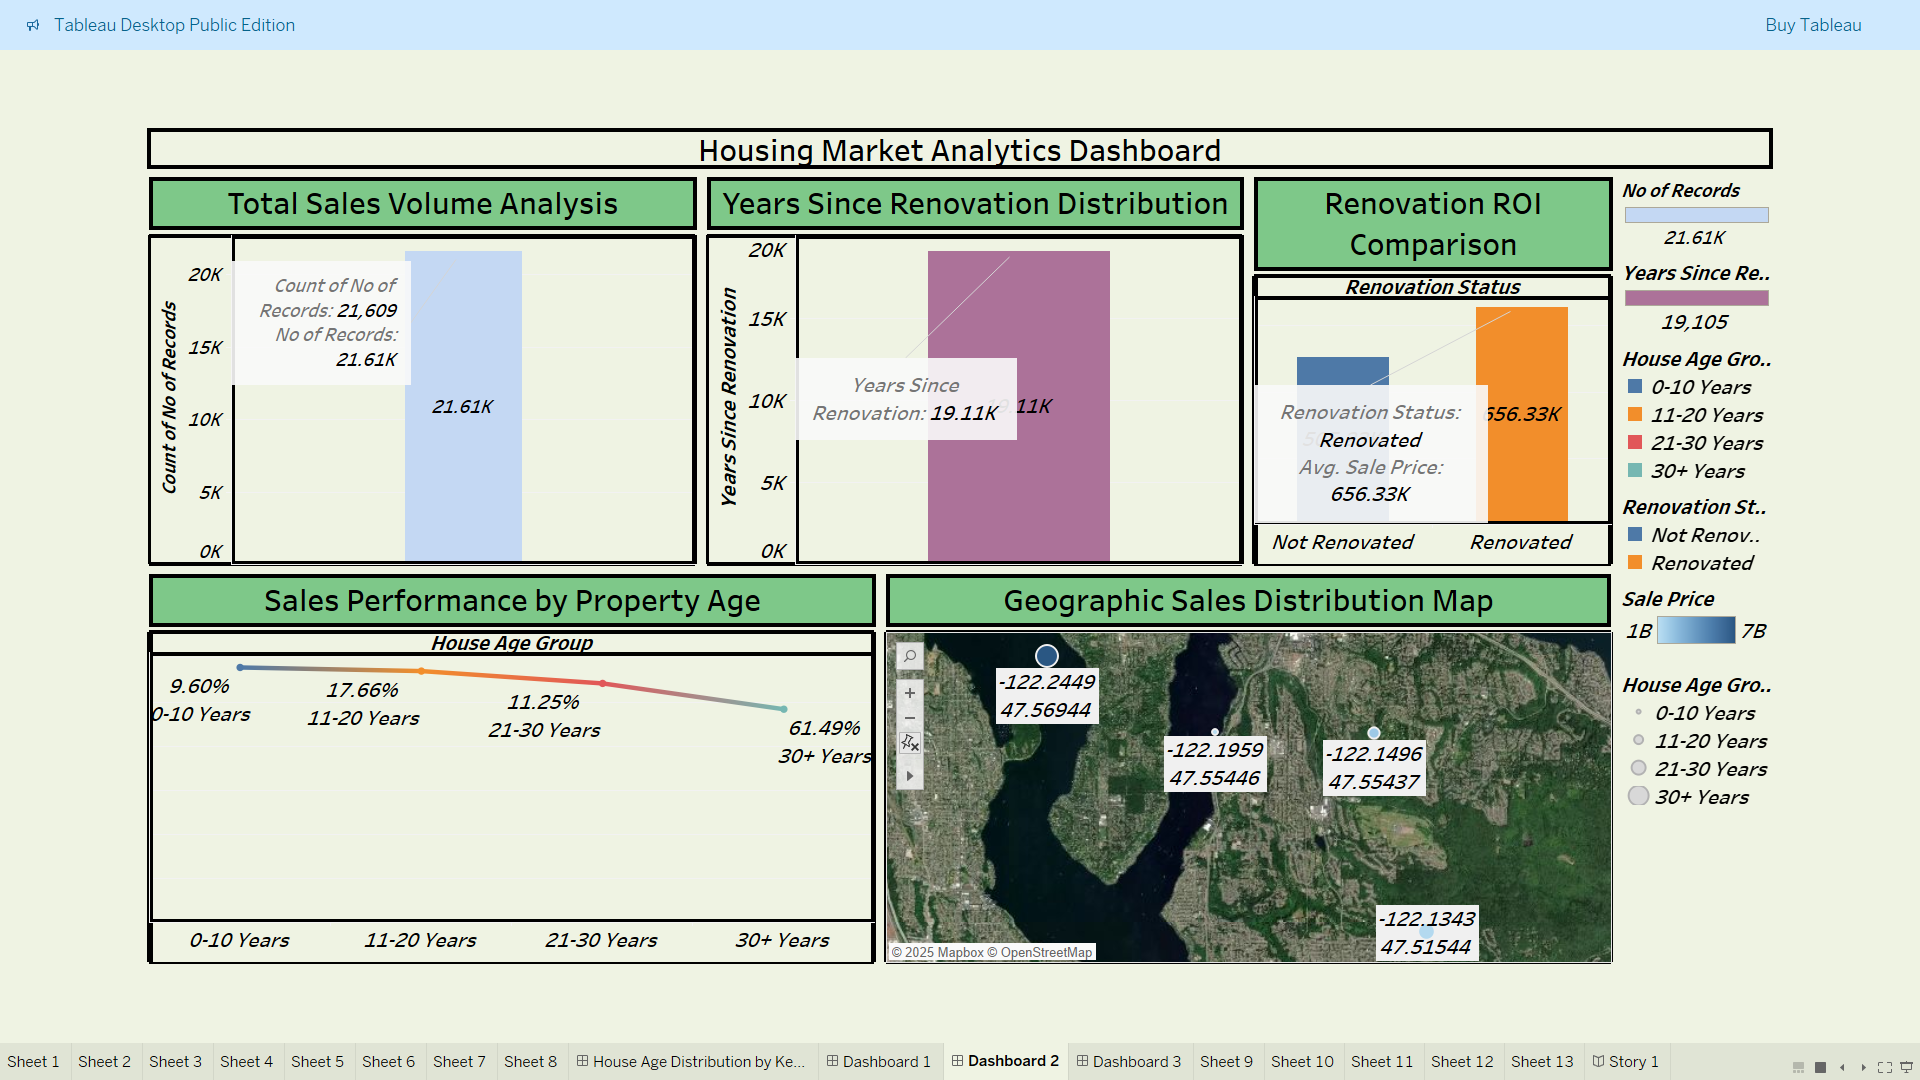 Tableau Desktop Public Edition
Buy Tableau
Housing Market Analytics Dashboard
Total Sales Volume Analysis
Count of No of Records
20K
15K
10K
5K
0K
Count of No of
Records: 21,609
No of Records:
21.61K
21.61K
Years Since Renovation Distribution
Years Since Renovation
20K
15K
10K
5K
0K
Years Since
Renovation: 19.11K
.11K
Renovation ROI
Comparison
Renovation Status
Renovation Status:
Renovated
Avg. Sale Price:
656.33K
656.33K
Not Renovated
Renovated
No of Records
21.61K
Years Since Re..
19,105
House Age Gro..
0-10 Years
11-20 Years
21-30 Years
30+ Years
Renovation St..
Not Renov..
Renovated
Sale Price
1B 7B
House Age Gro..
0-10 Years
11-20 Years
21-30 Years
30+ Years
Sales Performance by Property Age
House Age Group
9.60%
0-10 Years
17.66%
11-20 Years
11.25%
21-30 Years
61.49%
30+ Years
0-10 Years
11-20 Years
21-30 Years
30+ Years
Geographic Sales Distribution Map
-122.2449
47.56944
-122.1959
47.55446
-122.1496
47.55437
-122.1343
47.51544
© 2025 Mapbox © OpenStreetMap
Sheet 1
Sheet 2
Sheet 3
Sheet 4
Sheet 5
Sheet 6
Sheet 7
Sheet 8
House Age Distribution by Ke...
Dashboard 1
Dashboard 2
Dashboard 3
Sheet 9
Sheet 10
Sheet 11
Sheet 12
Sheet 13
Story 1